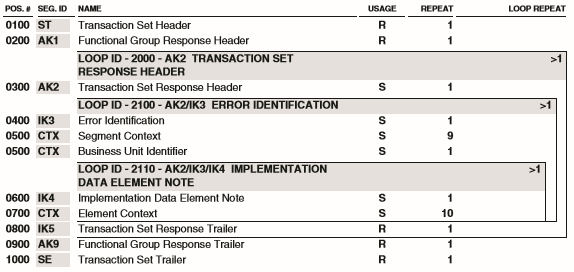 POS. # SEG. ID NAME USAGE REPEAT LOOP REPEAT
0100 ST Transaction Set Header R 1
0200 AK1 Functional Group Response Header R 1
LOOP ID - 2000 - AK2 TRANSACTION SET >1
RESPONSE HEADER
0300 AK2 Transaction Set Response Header S 1
LOOP ID - 2100 - AK2/IK3 ERROR IDENTIFICATION >1
0400 IK3 Error Identification S 1
0500 CTX Segment Context S 9
0500 CTX Business Unit Identifier S 1
LOOP ID - 2110 - AK2/IK3/IK4 IMPLEMENTATION >1
DATA ELEMENT NOTE
0600 IK4 Implementation Data Element Note S 1
0700 CTX Element Context S 10
0800 IK5 Transaction Set Response Trailer R 1
0900 AK9 Functional Group Response Trailer R 1
1000 SE Transaction Set Trailer R 1